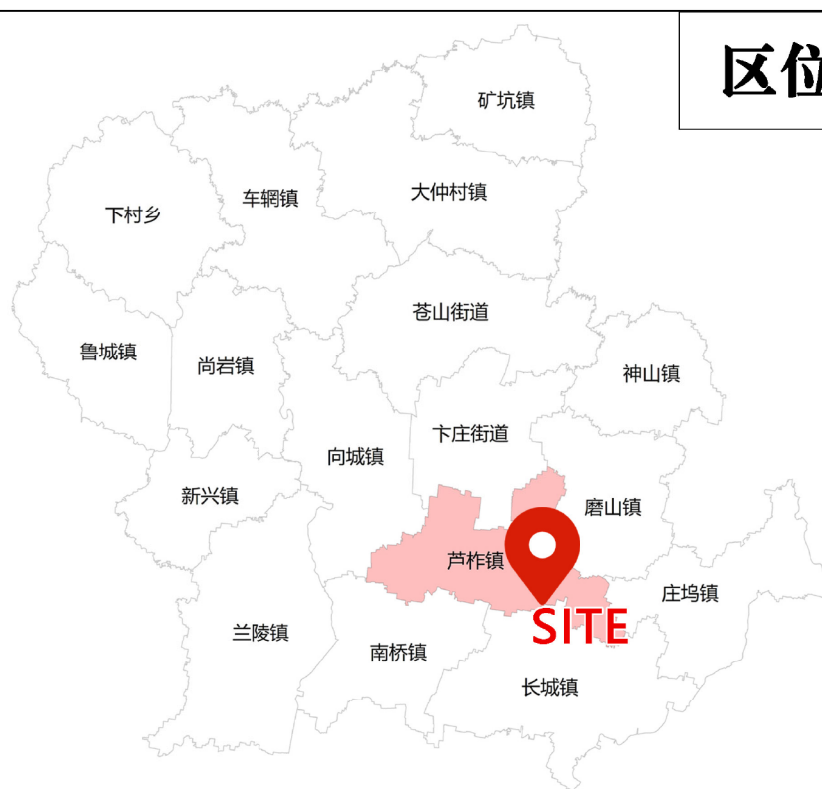 区位
矿坑镇
大仲村镇
车辋镇
下村乡
苍山街道
鲁城镇
尚岩镇
神山镇
卞庄街道
向城镇
新兴镇
磨山镇
芦柞镇
庄坞镇
SITE
兰陵镇
南桥镇
长城镇